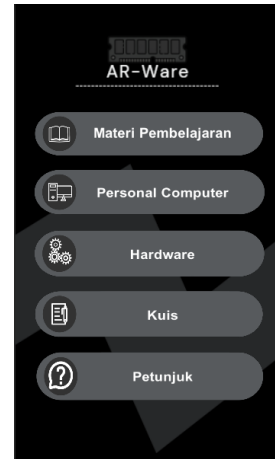 AR-Ware
Materi Pembelajaran
Personal Computer
Hardware
Kuis
Petunjuk